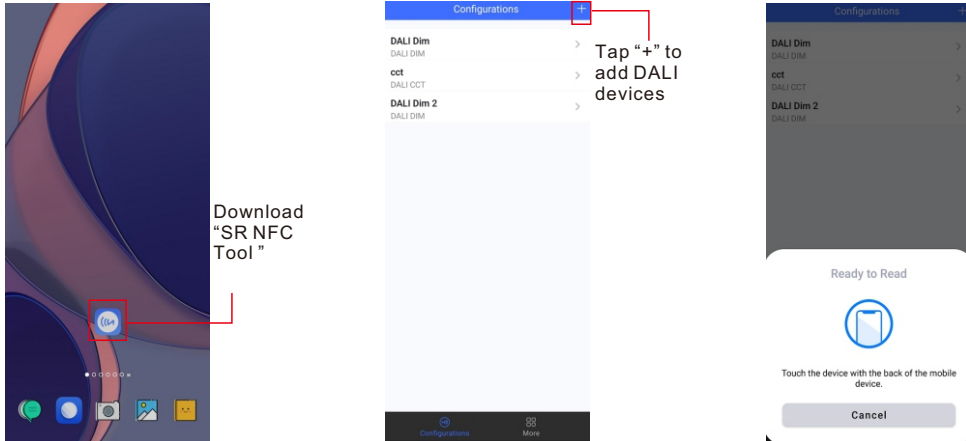 Download
“SR NFC
Tool ”
Configurations +
DALI Dim
DALI DIM
cct
DALI CCT
DALI Dim 2
DALI DIM
Configurations
More
Tap “+” to
add DALI
devices
Configurations +
DALI Dim
DALI DIM
cct
DALI CCT
DALI Dim 2
DALI DIM
Ready to Read
Touch the device with the back of the mobile
device.
Cancel